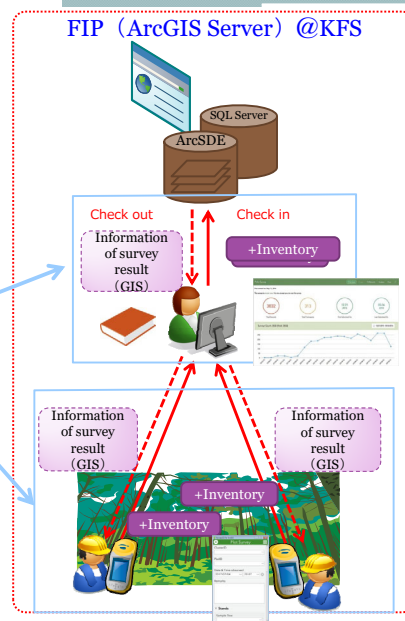 FIP（ArcGIS Server）@KFS
SQL Server
ArcSDE
Check out
Check in
Information
of survey
result
（GIS）
+Inventory
Information
of survey
result
（GIS）
Information
of survey
result
（GIS）
+Inventory
+Inventory